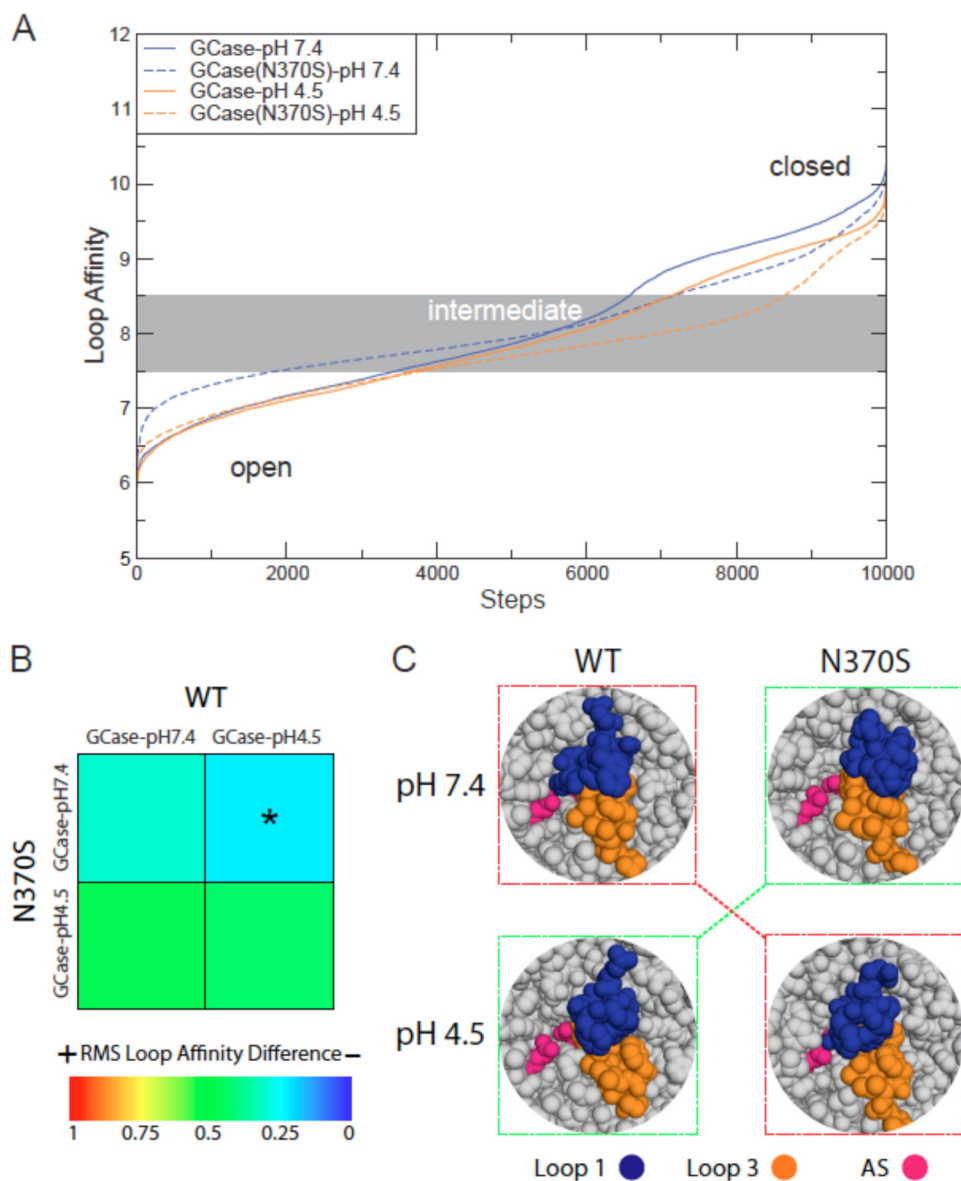 A
12
11
10
9
8
7
6
5
Loop Affinity
GCase-pH 7.4
GCase(N370S)-pH 7.4
GCase-pH 4.5
GCase(N370S)-pH 4.5
closed
intermediate
open
0 2000 4000 6000 8000 10000
Steps
B
WT
GCase-pH7.4 GCase-pH4.5
N370S
GCase-pH7.4
GCase-pH4.5
*
+ RMS Loop Affinity Difference –
1 0.75 0.5 0.25 0
C
WT N370S
pH 7.4
pH 4.5
Loop 1 Loop 3 AS